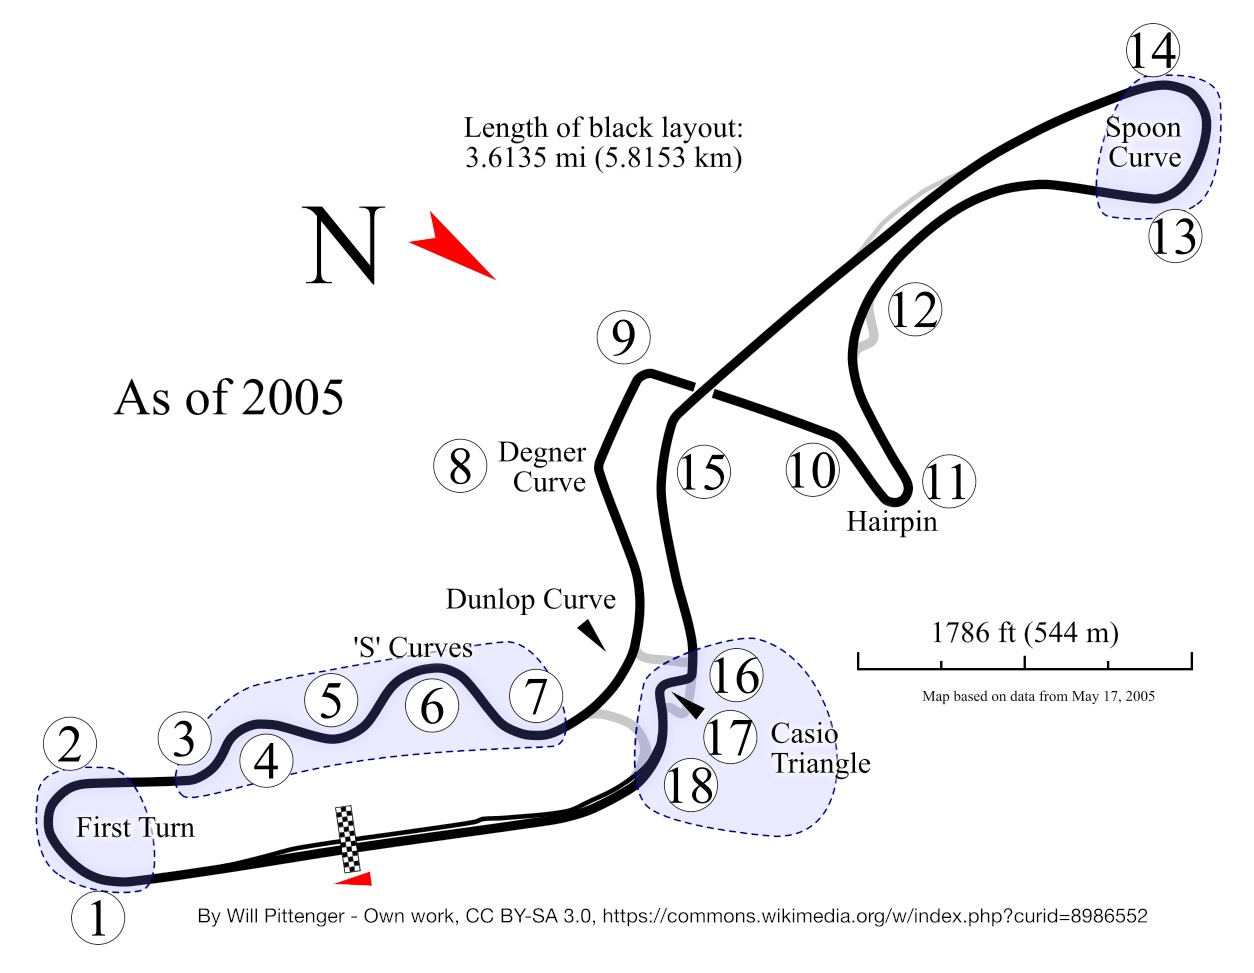 14
Length of black layout:
3.6135 mi (5.8153 km)
Spoon
Curve
N
13
12
9
As of 2005
8
Degner
Curve
15
10
11
Hairpin
Dunlop Curve
1786 ft (544 m)
'S' Curves
16
Map based on data from May 17, 2005
5
6
7
2
3
4
17
Casio
Triangle
18
First Turn
1
By Will Pittenger - Own work, CC BY-SA 3.0, https://commons.wikimedia.org/w/index.php?curid=8986552